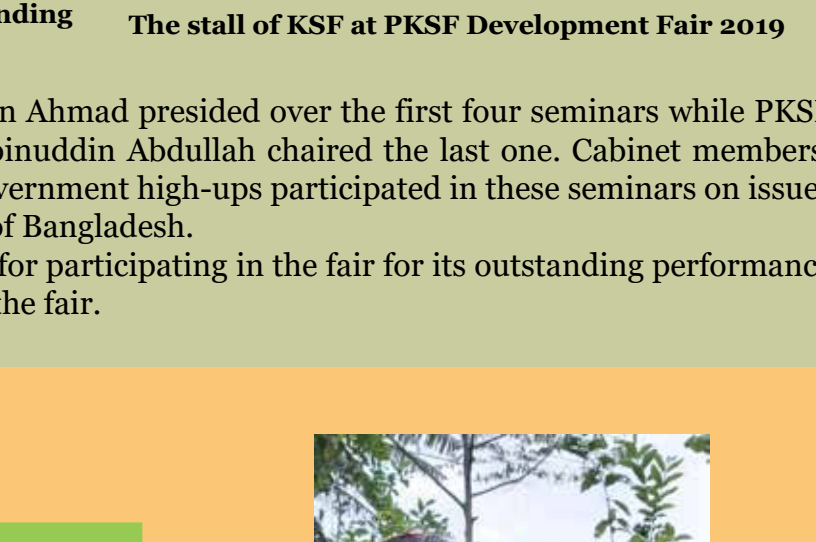 nding
The stall of KSF at PKSF Development Fair 2019
n Ahmad presided over the first four seminars while PKSF
oinuddin Abdullah chaired the last one. Cabinet members
vernment high-ups participated in these seminars on issue
of Bangladesh.
for participating in the fair for its outstanding performanc
the fair.